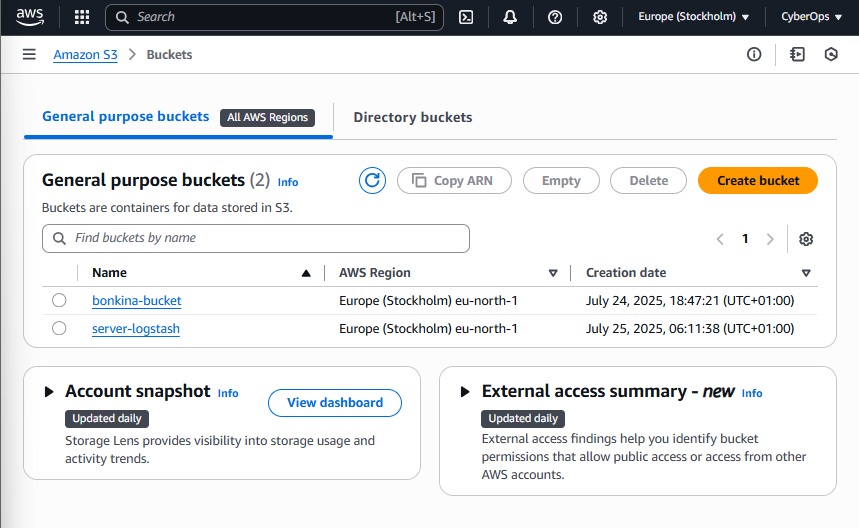 aws Search [Alt+S] Europe (Stockholm) CyberOps
Amazon S3 Buckets
General purpose buckets All AWS Regions Directory buckets
General purpose buckets (2) Info Copy ARN Empty Delete Create bucket
Buckets are containers for data stored in S3.
Find buckets by name 1
Name AWS Region Creation date
bonkina-bucket Europe (Stockholm) eu-north-1 July 24, 2025, 18:47:21 (UTC+01:00)
server-logstash Europe (Stockholm) eu-north-1 July 25, 2025, 06:11:38 (UTC+01:00)
Account snapshot Info View dashboard
Updated daily
Storage Lens provides visibility into storage usage and
activity trends.
External access summary - new Info
Updated daily
External access findings help you identify bucket
permissions that allow public access or access from other
AWS accounts.